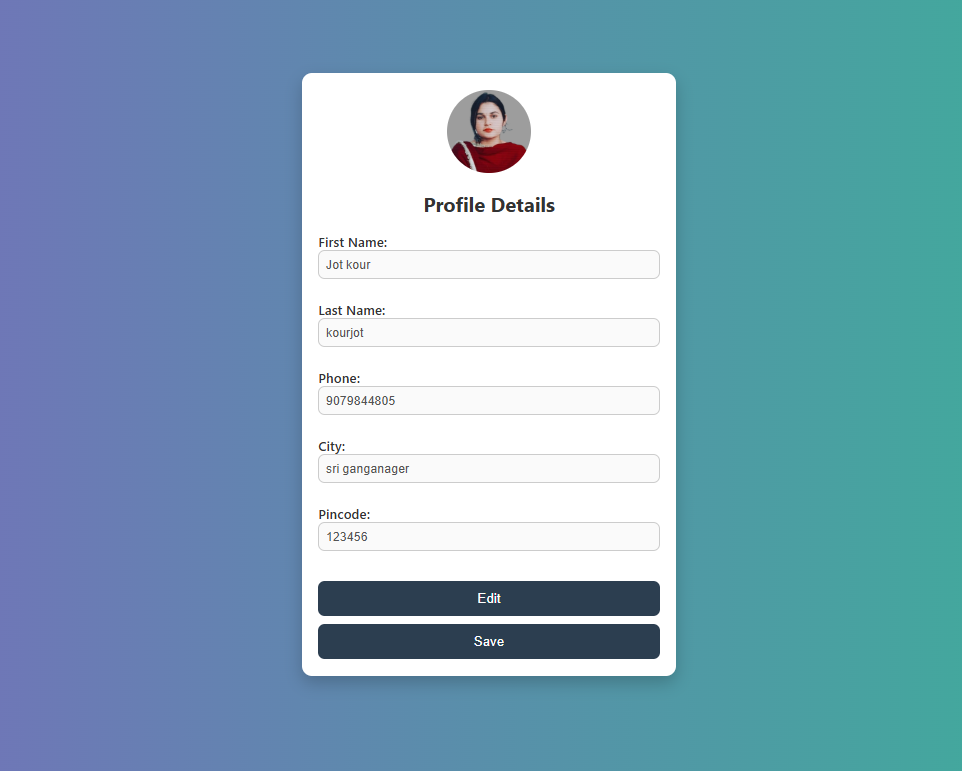 Profile Details
First Name:
Jot kour
Last Name:
kourjot
Phone:
9079844805
City:
sri ganganager
Pincode:
123456
Edit
Save